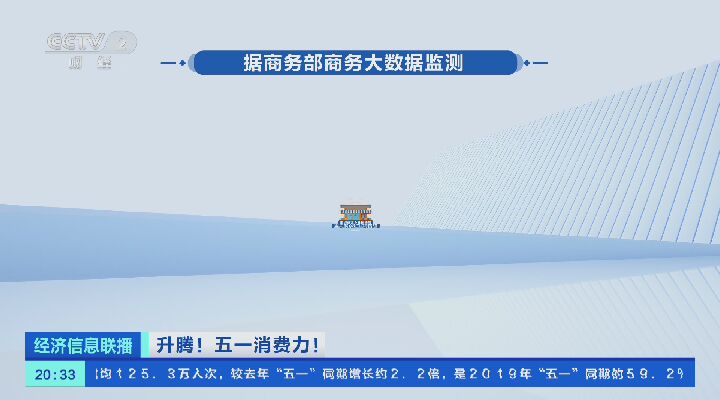 CCTV 2
财经
据商务部商务大数据监测
经济信息联播
升腾！五一消费力！
20:33
均125.3万人次，较去年“五一”同期增长约2.2倍，是2019年“五一”同期的59.2%